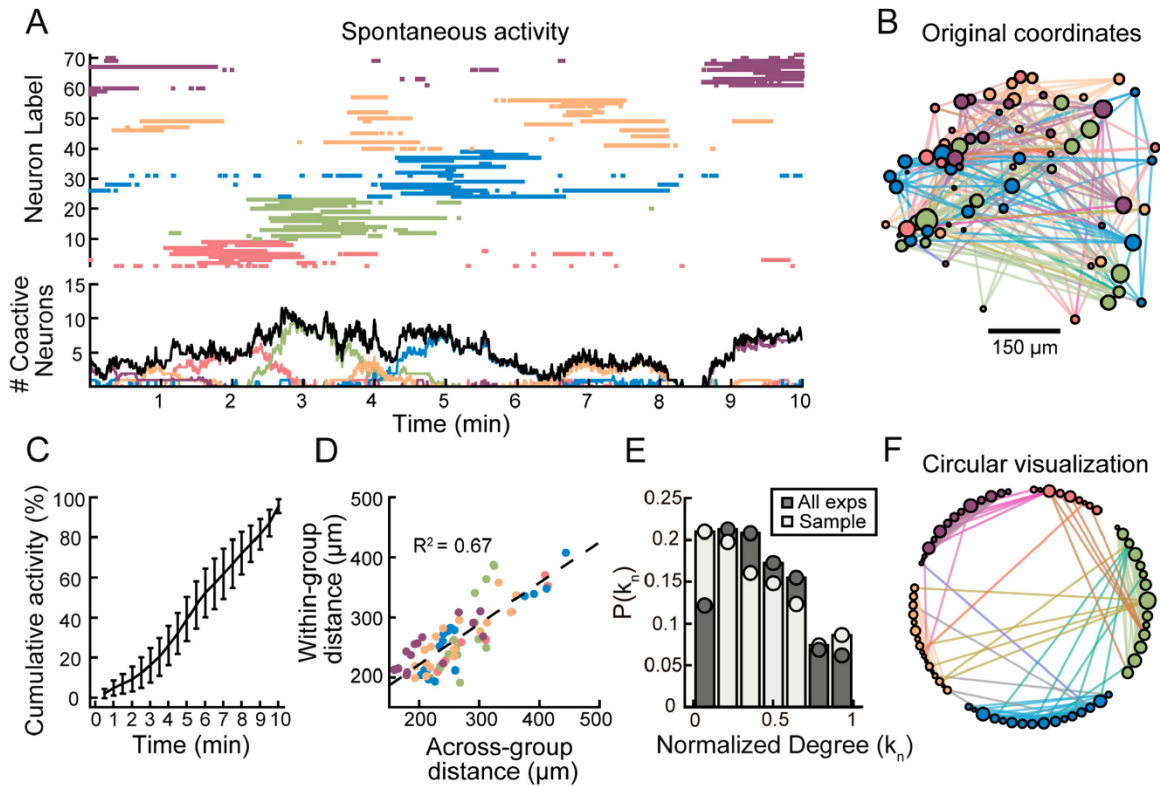 A
Spontaneous activity
Neuron Label
70
60
50
40
30
20
10
# Coactive
Neurons
15
10
5
1 2 3 4 5 6 7 8 9 10
Time (min)
B
Original coordinates
150 µm
C
Cumulative activity (%)
100
80
60
40
20
0
0 1 2 3 4 5 6 7 8 9 10
Time (min)
D
Within-group
distance (µm)
500
400
300
200
R² = 0.67
200 300 400 500
Across-group
distance (µm)
E
P(kₙ)
0.25
0.2
0.15
0.1
0.05
0
All exps
Sample
0 0.5 1
Normalized Degree (kₙ)
F
Circular visualization